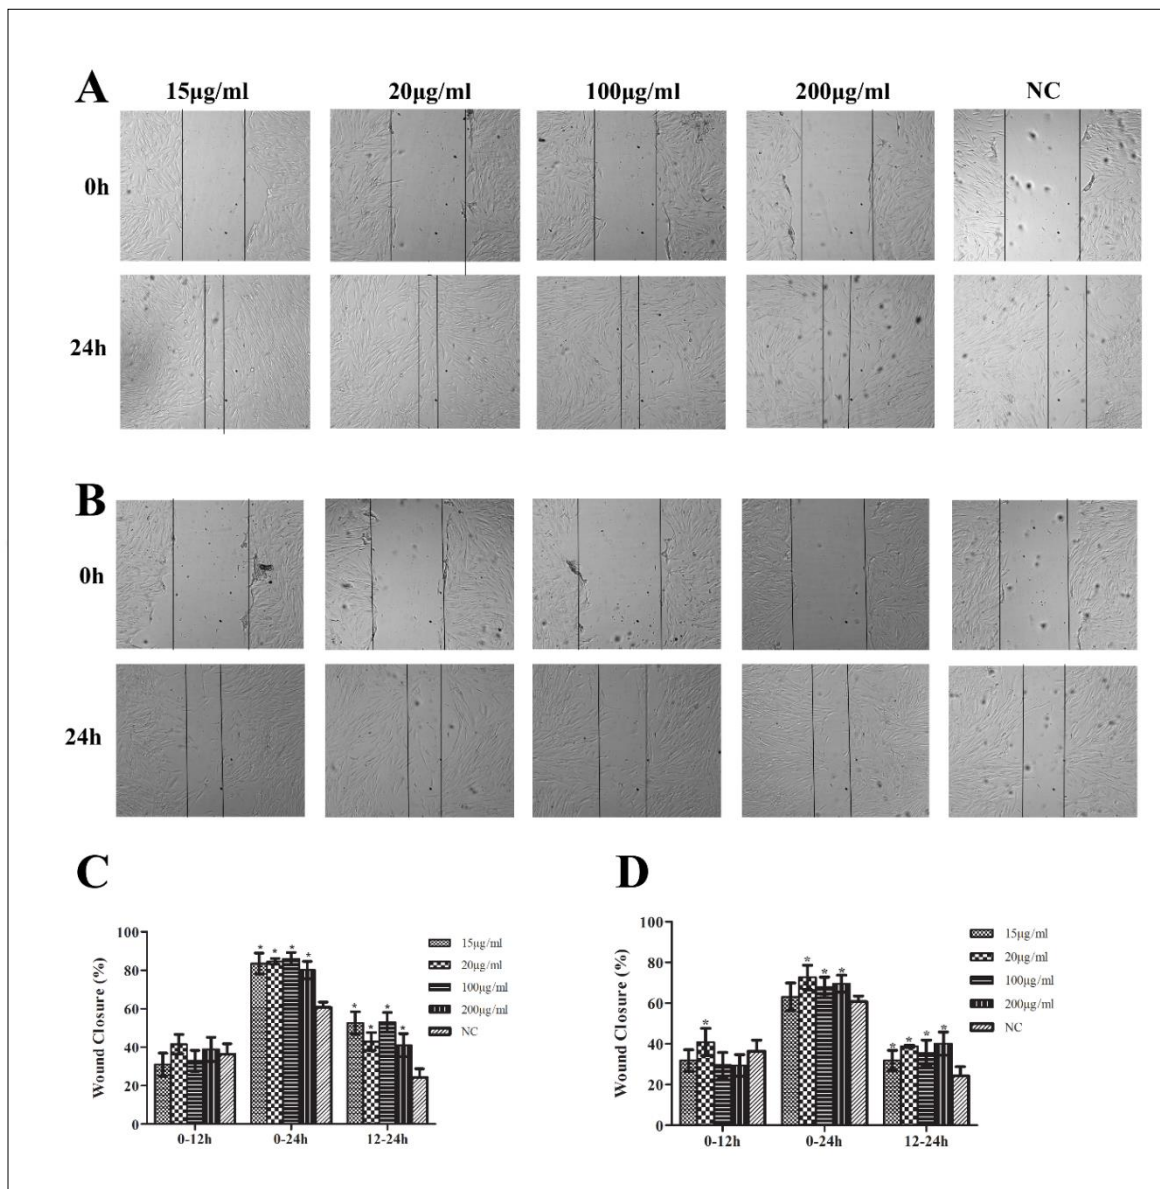 A
15μg/ml 20μg/ml 100μg/ml 200μg/ml NC
0h
24h
B
0h
24h
C
Wound Closure (%)
100
80
60
40
20
0
* * * *
* * * *
0-12h 0-24h 12-24h
15μg/ml
20μg/ml
100μg/ml
200μg/ml
NC
D
Wound Closure (%)
100
80
60
40
20
0
*
* * *
* * * *
0-12h 0-24h 12-24h
15μg/ml
20μg/ml
100μg/ml
200μg/ml
NC